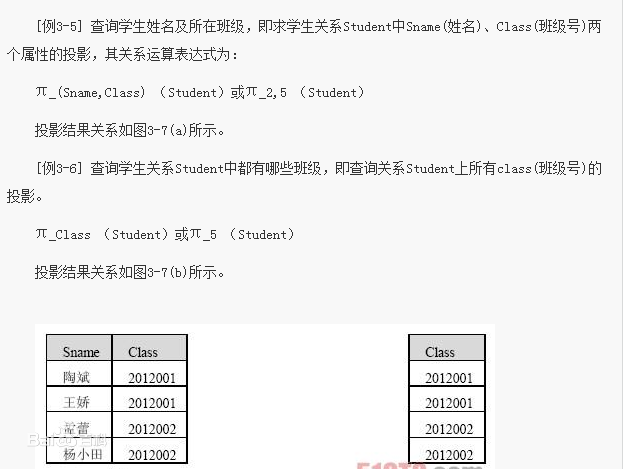 [例3-5] 查询学生姓名及所在班级，即求学生关系Student中Sname(姓名)、Class(班级号)两
个属性的投影，其关系运算表达式为：
π_(Sname,Class) （Student）或π_2,5 （Student）
投影结果关系如图3-7(a)所示。
[例3-6] 查询学生关系Student中都有哪些班级，即查询关系Student上所有class(班级号)的
投影。
π_Class （Student）或π_5 （Student）
投影结果关系如图3-7(b)所示。
Sname Class Class
陶斌 2012001 2012001
王娇 2012001 2012001
孟蕾 2012002 2012002
杨小田 2012002 2012002